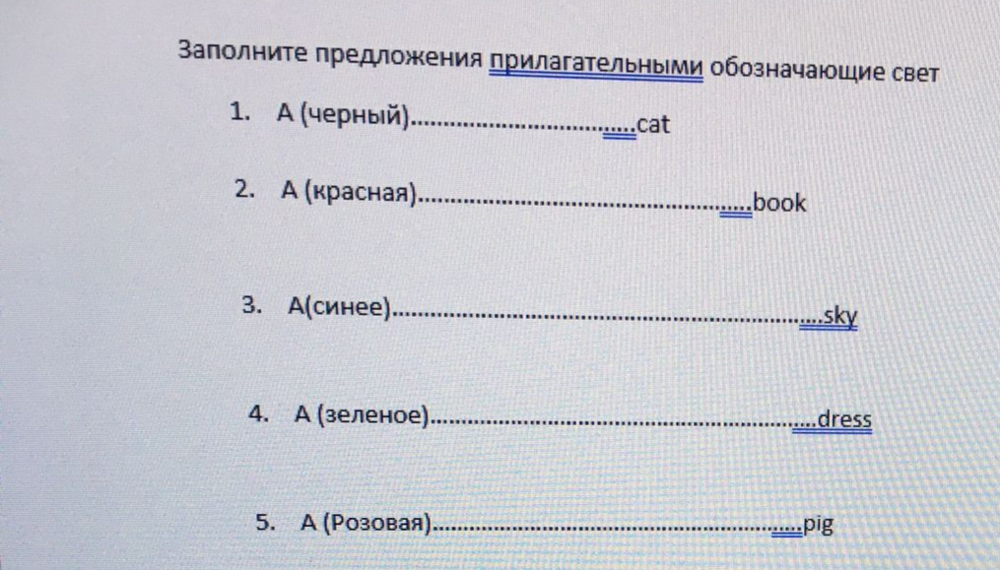 Заполните предложения прилагательными обозначающие свет
1. А (черный)....................................cat
2. А (красная).....................................................book
3. А(синее).....................................................................sky
4. А (зеленое)..............................................................dress
5. А (Розовая)...........................................................pig